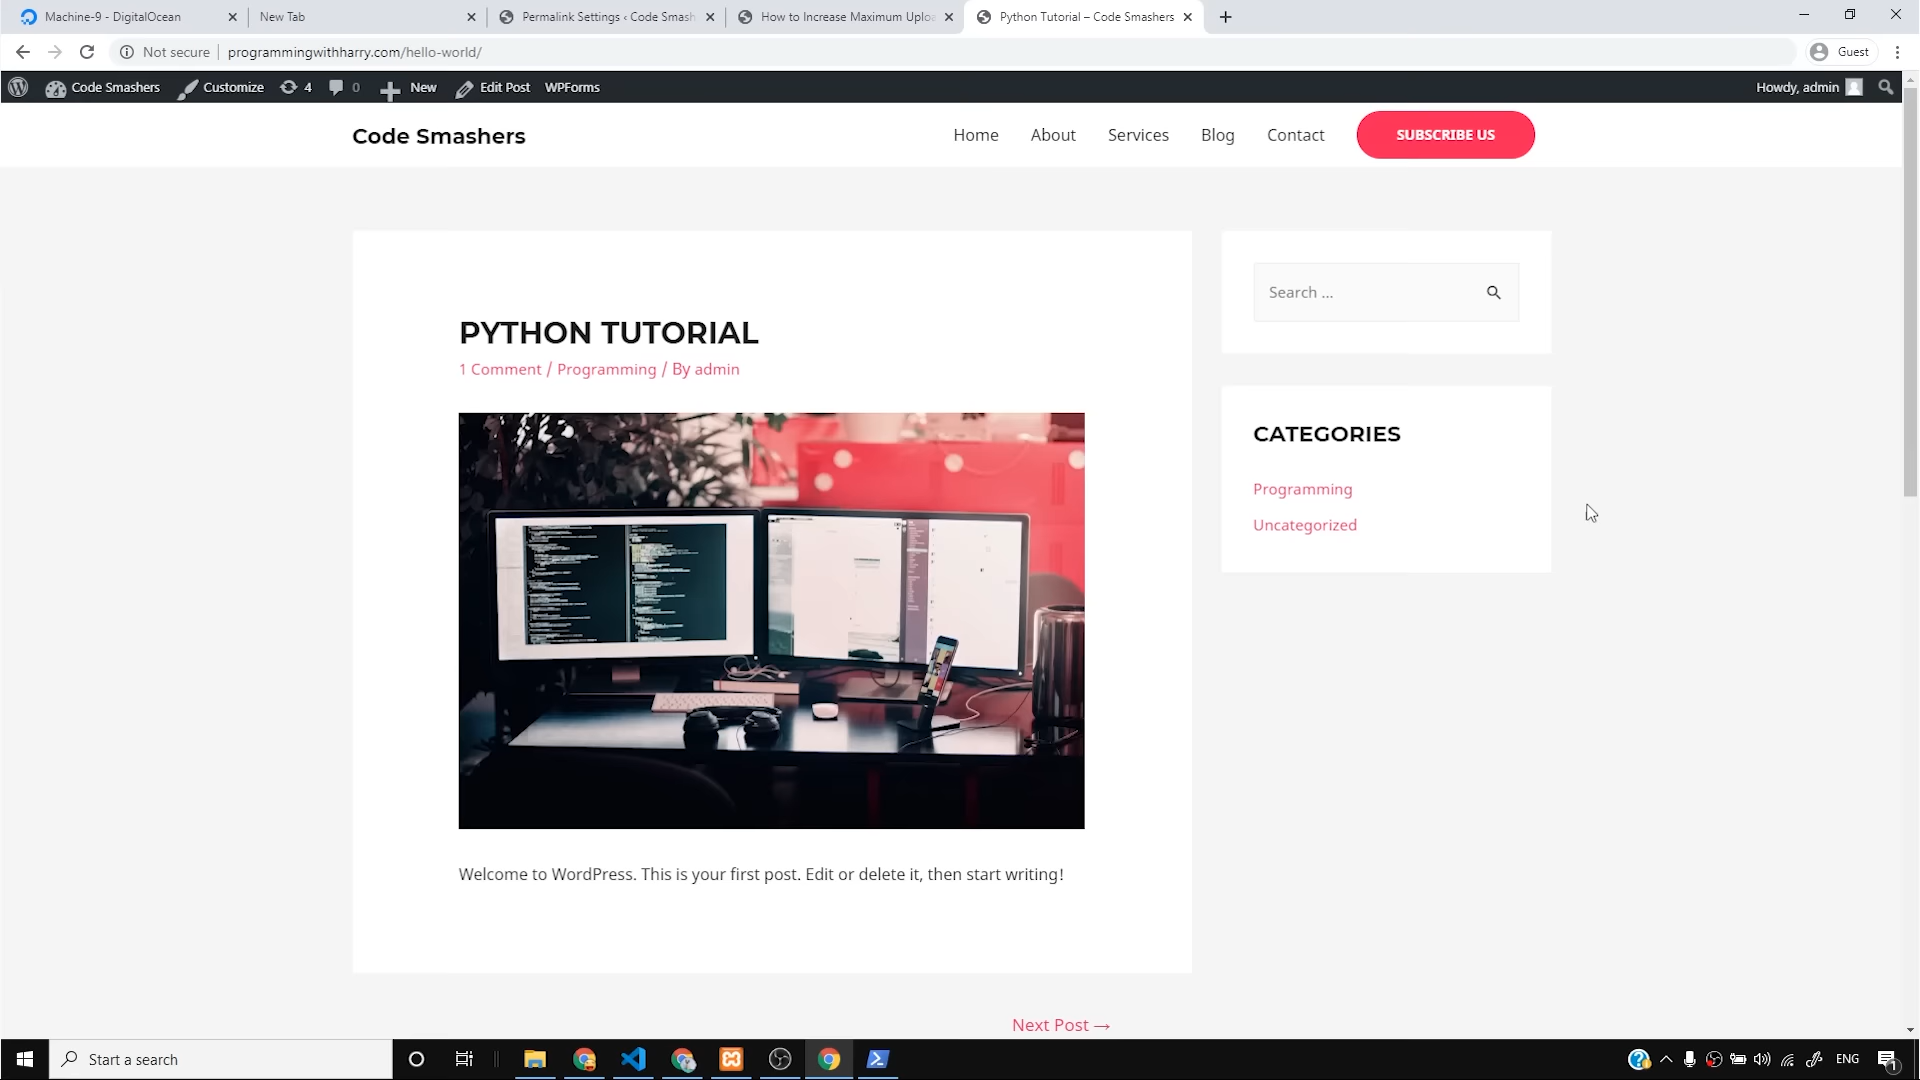 Machine-9 - DigitalOcean
New Tab
Permalink Settings ‹ Code Smash
How to Increase Maximum Uploa
Python Tutorial – Code Smashers
Not secure
programmingwithharry.com/hello-world/
Guest
Code Smashers
Customize
4
0
New
Edit Post
WPForms
Howdy, admin
Code Smashers
Home
About
Services
Blog
Contact
SUBSCRIBE US
PYTHON TUTORIAL
1 Comment / Programming / By admin
Welcome to WordPress. This is your first post. Edit or delete it, then start writing!
Next Post →
Search ...
CATEGORIES
Programming
Uncategorized
Start a search
ENG
1